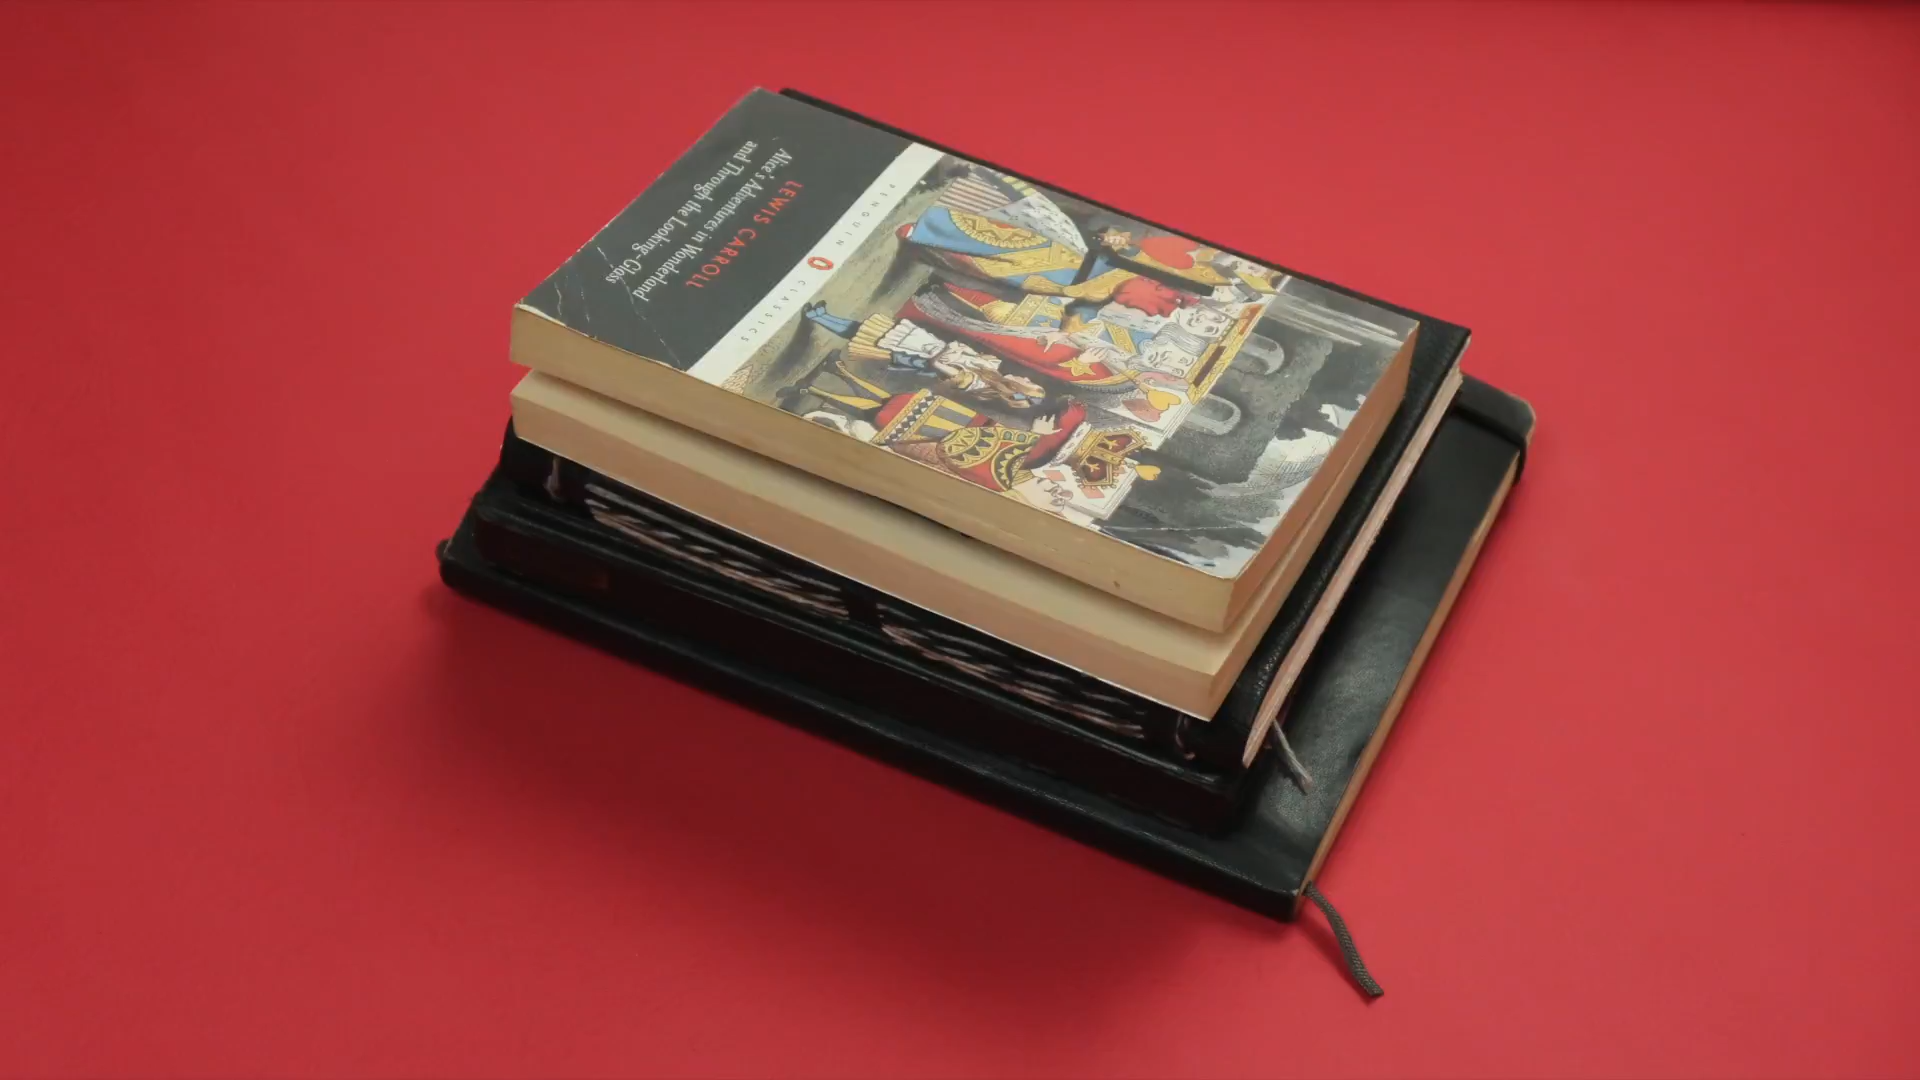 PENGUIN CLASSICS
LEWIS CARROLL
Alice's Adventures in Wonderland
and Through the Looking-Glass